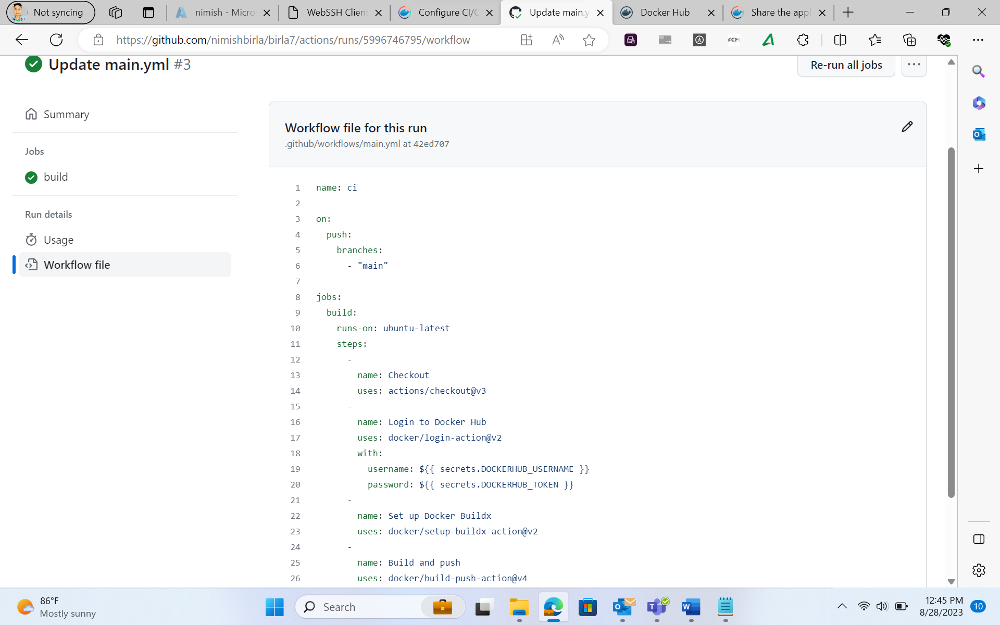 Not syncing
nimish - Micro
WebSSH Client
Configure CI/C
Update main.y
Docker Hub
Share the appl
https://github.com/nimishbirla/birla7/actions/runs/5996746795/workflow
FCM
Update main.yml #3
Re-run all jobs
Summary
Jobs
build
Run details
Usage
Workflow file
Workflow file for this run
.github/workflows/main.yml at 42ed707
1 name: ci
2
3 on:
4 push:
5 branches:
6 - "main"
7
8 jobs:
9 build:
10 runs-on: ubuntu-latest
11 steps:
12 -
13 name: Checkout
14 uses: actions/checkout@v3
15 -
16 name: Login to Docker Hub
17 uses: docker/login-action@v2
18 with:
19 username: ${{ secrets.DOCKERHUB_USERNAME }}
20 password: ${{ secrets.DOCKERHUB_TOKEN }}
21 -
22 name: Set up Docker Buildx
23 uses: docker/setup-buildx-action@v2
24 -
25 name: Build and push
26 uses: docker/build-push-action@v4
86°F
Mostly sunny
Search
12:45 PM
8/28/2023
10